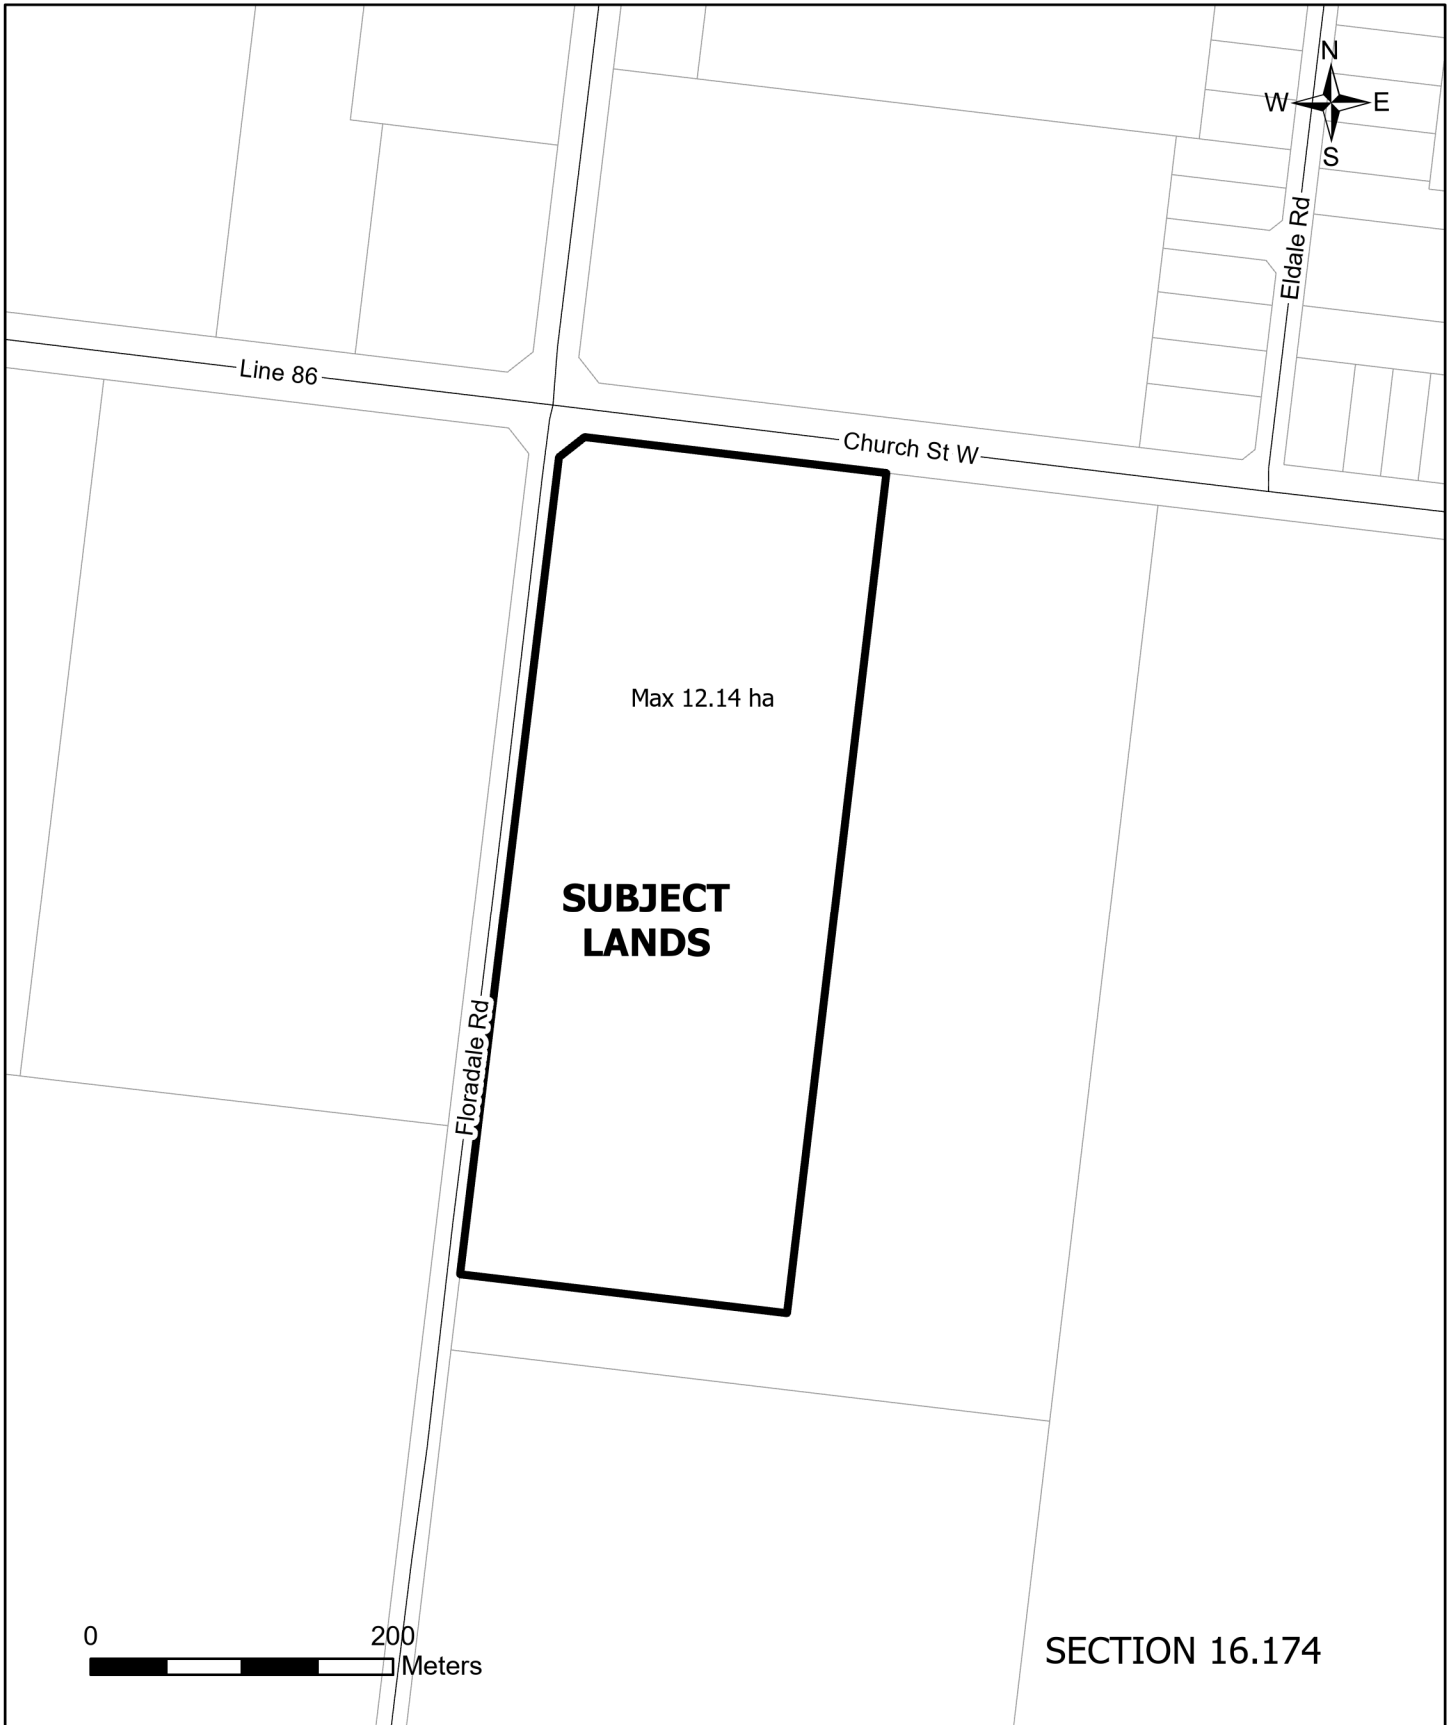 N
W
E
S
Eldale Rd
Line 86
Church St W
Max 12.14 ha
SUBJECT
LANDS
Floradale Rd
0
200
Meters
SECTION 16.174